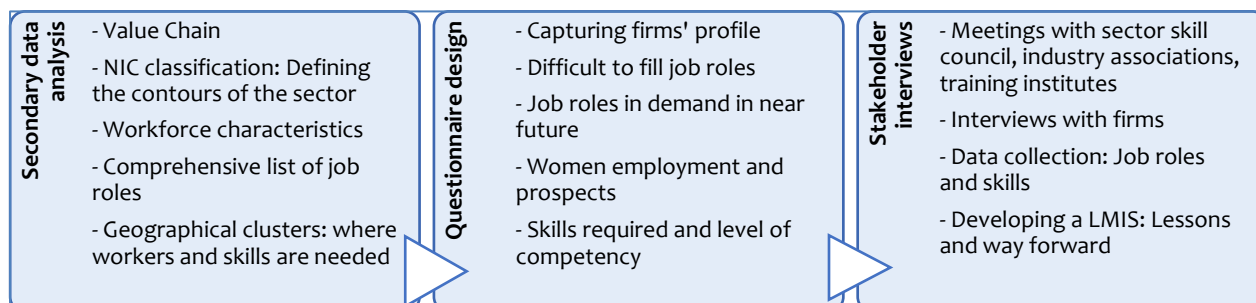 Secondary data
analysis
- Value Chain
- NIC classification: Defining
the contours of the sector
- Workforce characteristics
- Comprehensive list of job
roles
- Geographical clusters: where
workers and skills are needed
Questionnaire design
- Capturing firms' profile
- Difficult to fill job roles
- Job roles in demand in near
future
- Women employment and
prospects
- Skills required and level of
competency
Stakeholder
interviews
- Meetings with sector skill
council, industry associations,
training institutes
- Interviews with firms
- Data collection: Job roles
and skills
- Developing a LMIS: Lessons
and way forward